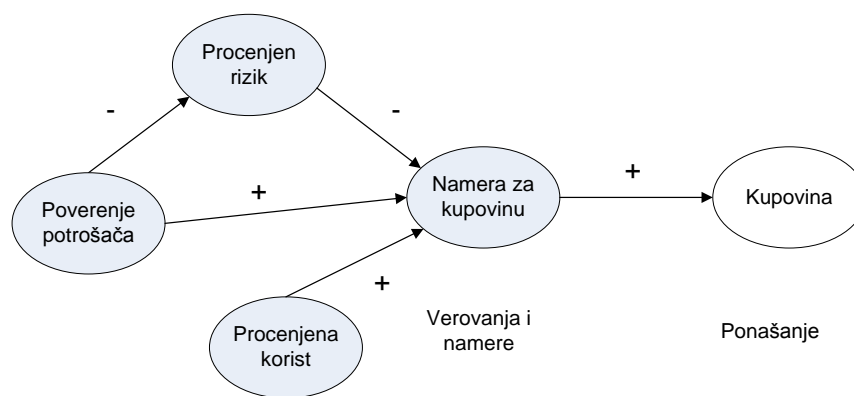 Procenjen
rizik
-
-
Poverenje
potrošača
+
Namera za
kupovinu
+
Kupovina
+
Procenjena
korist
Verovanja i
namere
Ponašanje